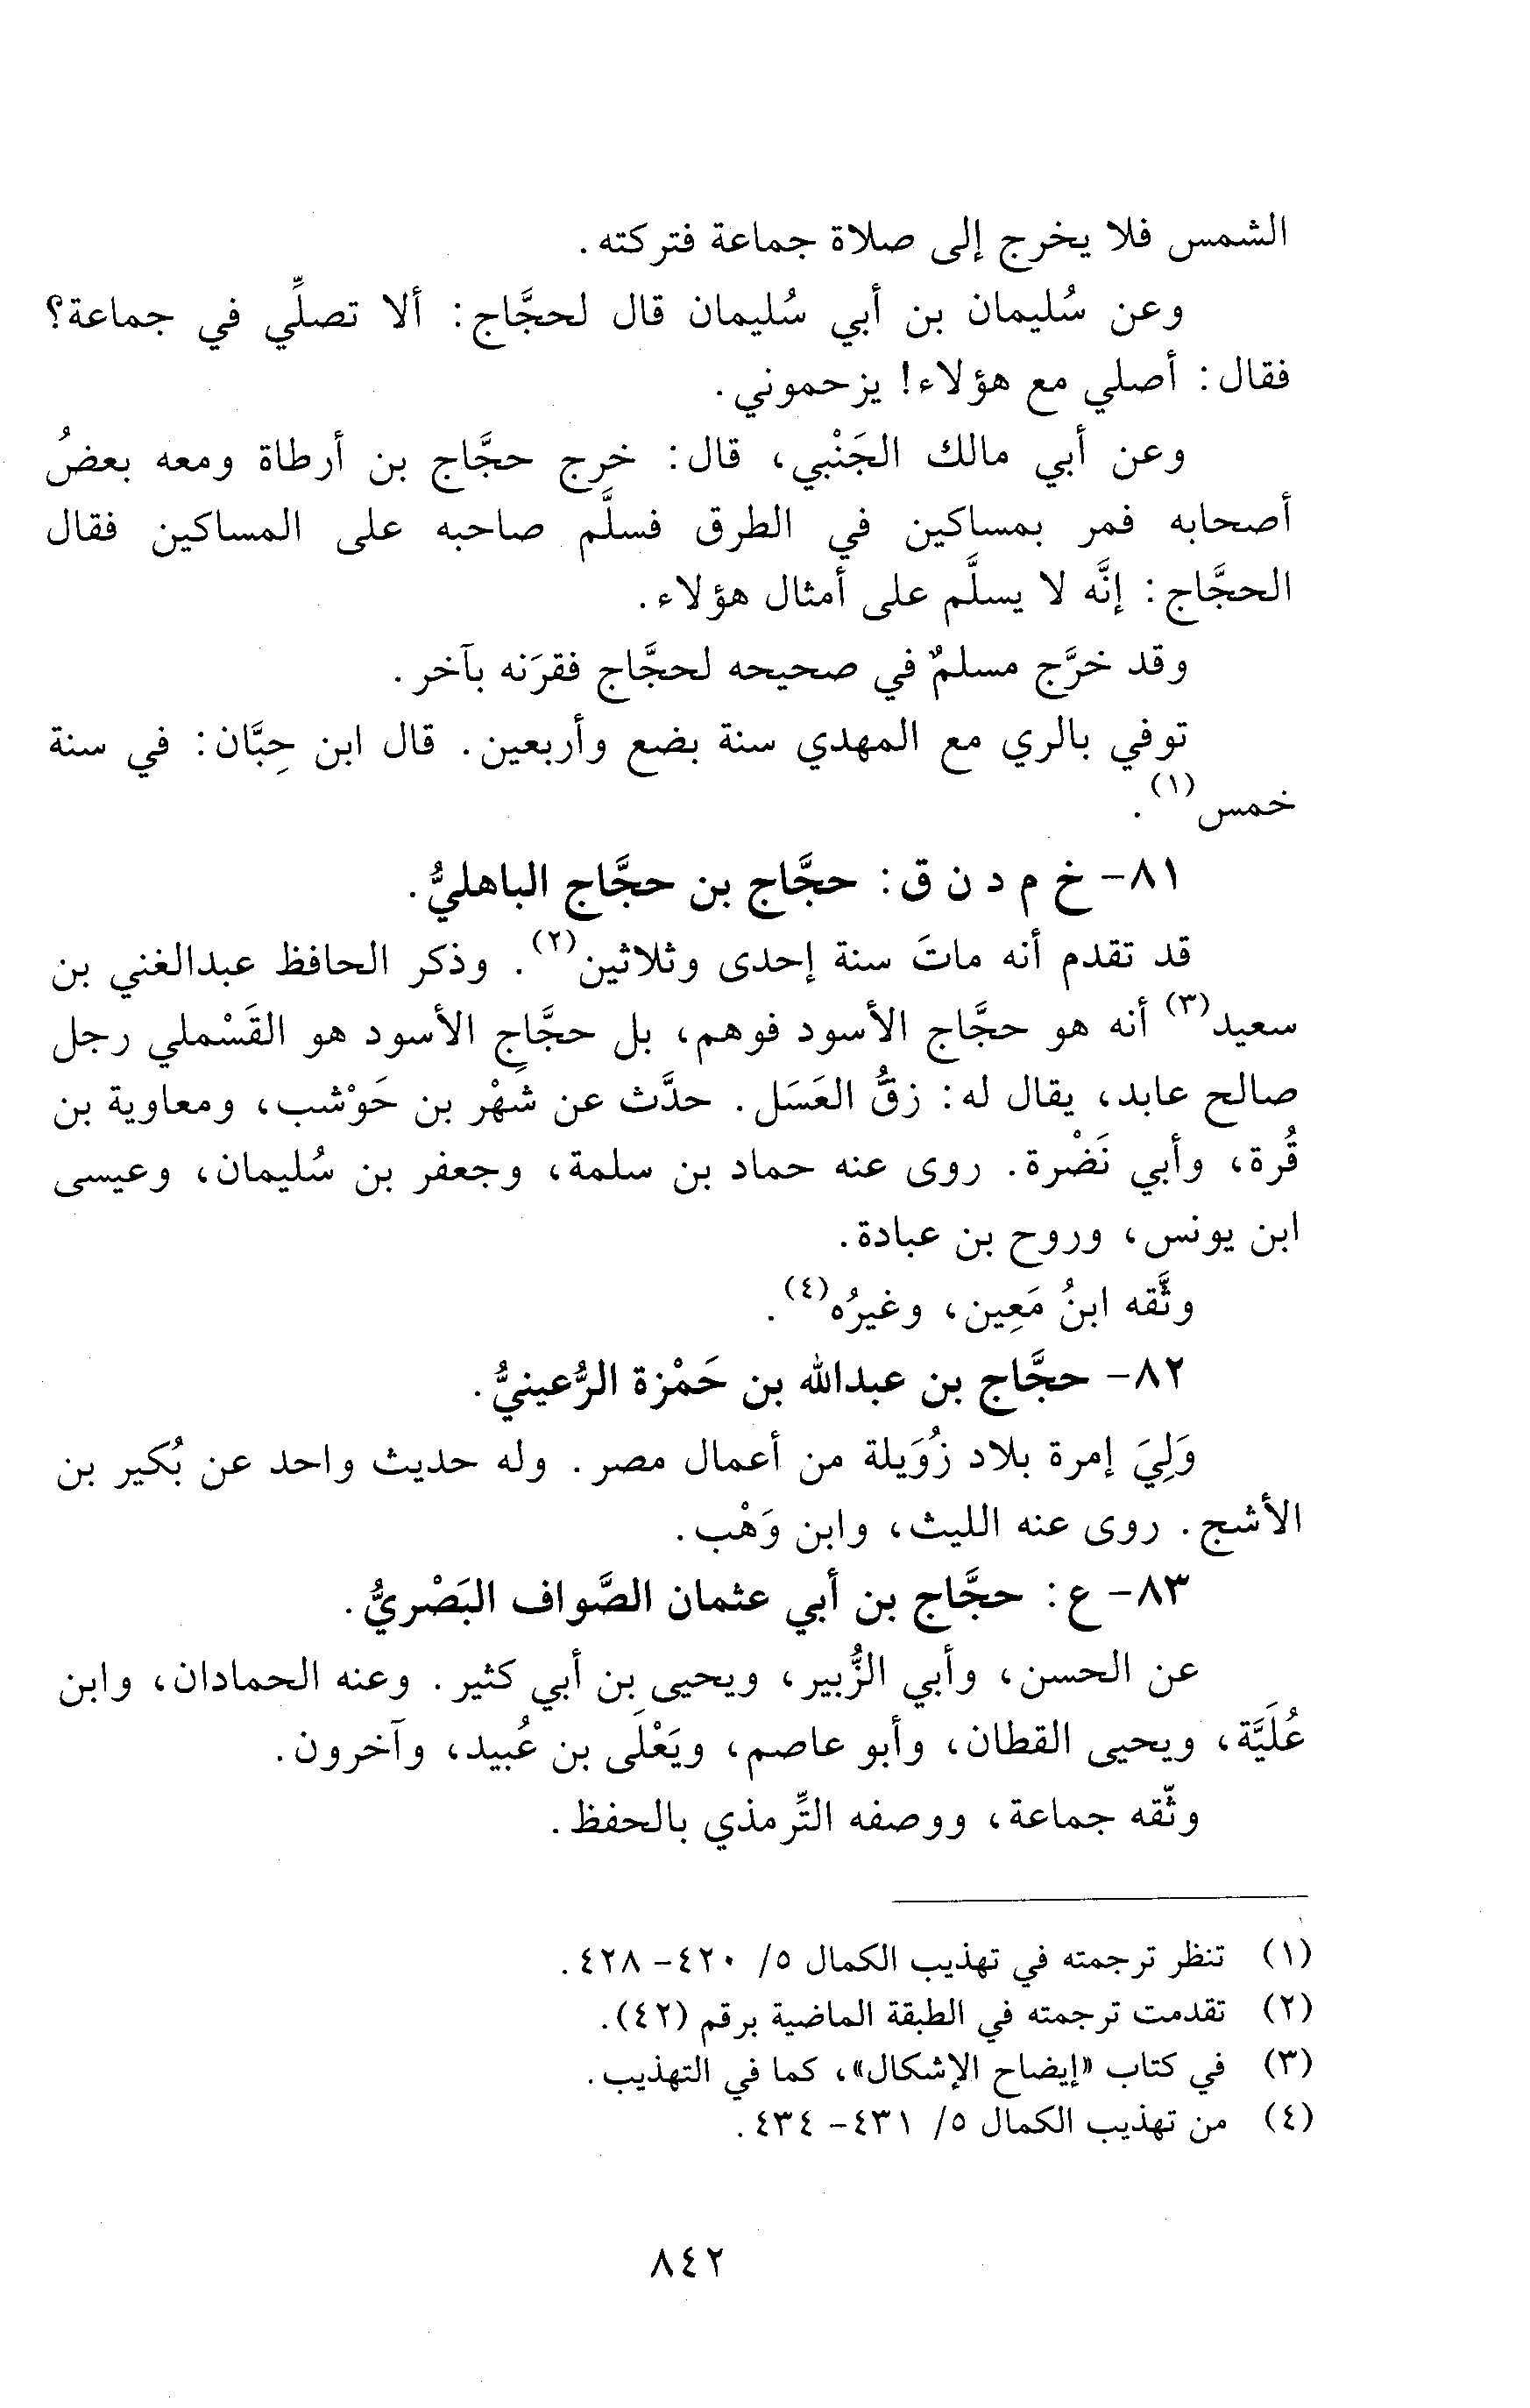 الشمس فلا يخرج إلى صلاة جماعة فتركته.
وعن سُليمان بن أبي سُليمان قال لحجَّاج: ألا تصلِّي في جماعة؟
فقال: أصلي مع هؤلاء! يزحموني.
وعن أبي مالك الجَنْبي، قال: خرج حجَّاج بن أرطاة ومعه بعضُ
أصحابه فمر بمساكين في الطرق فسلَّم صاحبه على المساكين فقال
الحجَّاج: إنَّه لا يسلَّم على أمثال هؤلاء.
وقد خرَّج مسلمٌ في صحيحه لحجَّاج فقرَنه بآخر.
توفي بالري مع المهدي سنة بضع وأربعين. قال ابن حِبَّان: في سنة
خمس(١).
٨١- خ م د ن ق: حجَّاج بن حجَّاج الباهليُّ.
قد تقدم أنه ماتَ سنة إحدى وثلاثين(٢). وذكر الحافظ عبدالغني بن
سعيد(٣) أنه هو حجَّاج الأسود فوهم، بل حجَّاج الأسود هو القَسْملي رجل
صالح عابد، يقال له: زقُّ العَسَل. حدَّث عن شهْر بن حَوْشب، ومعاوية بن
قُرة، وأبي نَضْرة. روى عنه حماد بن سلمة، وجعفر بن سُليمان، وعيسى
ابن يونس، وروح بن عبادة.
وثَّقه ابنُ مَعِين، وغيرُه(٤).
٨٢- حجَّاج بن عبدالله بن حَمْزة الرُّعينيُّ.
وَلِيَ إمرة بلاد زُوَيلة من أعمال مصر. وله حديث واحد عن بُكير بن
الأشج. روى عنه الليث، وابن وَهْب.
٨٣- ع: حجَّاج بن أبي عثمان الصَّواف البَصْريُّ.
عن الحسن، وأبي الزُّبير، ويحيى بن أبي كثير. وعنه الحمادان، وابن
عُلَيَّة، ويحيى القطان، وأبو عاصم، ويَعْلَى بن عُبيد، وآخرون.
وثّقه جماعة، ووصفه التِّرمذي بالحفظ.
(١) تنظر ترجمته في تهذيب الكمال ٥/ ٤٢٠- ٤٢٨.
(٢) تقدمت ترجمته في الطبقة الماضية برقم (٤٢).
(٣) في كتاب «إيضاح الإشكال»، كما في التهذيب.
(٤) من تهذيب الكمال ٥/ ٤٣١- ٤٣٤.
٨٤٢